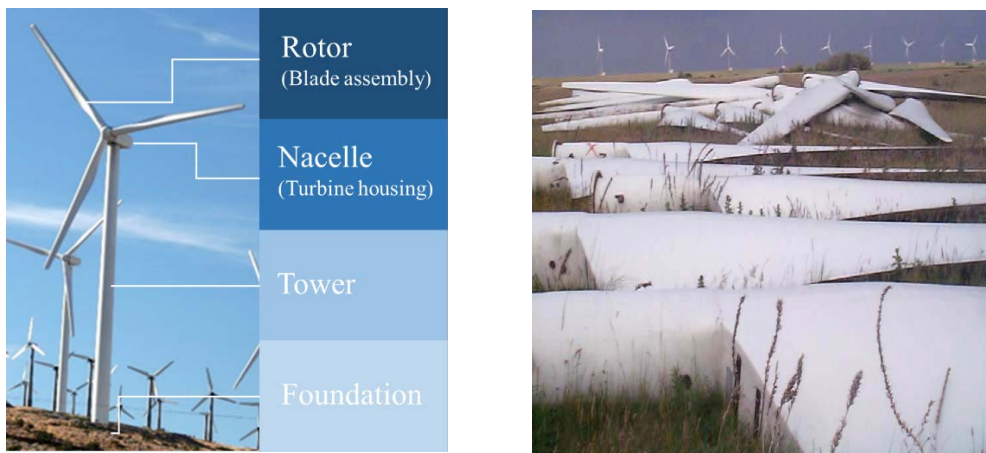 Rotor
(Blade assembly)
Nacelle
(Turbine housing)
Tower
Foundation